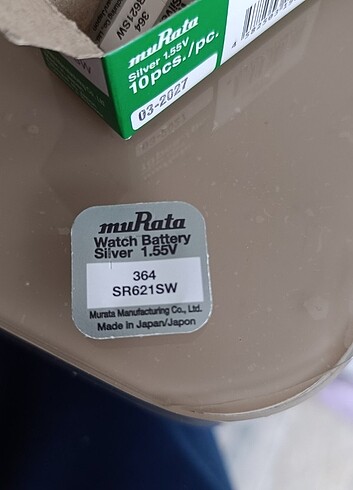 364
SR621SW
muRata
Silver 1.55V
10pcs./pc.
03-2027
muRata
Watch Battery
Silver 1.55V
364
SR621SW
Murata Manufacturing Co., Ltd.
Made in Japan/Japon